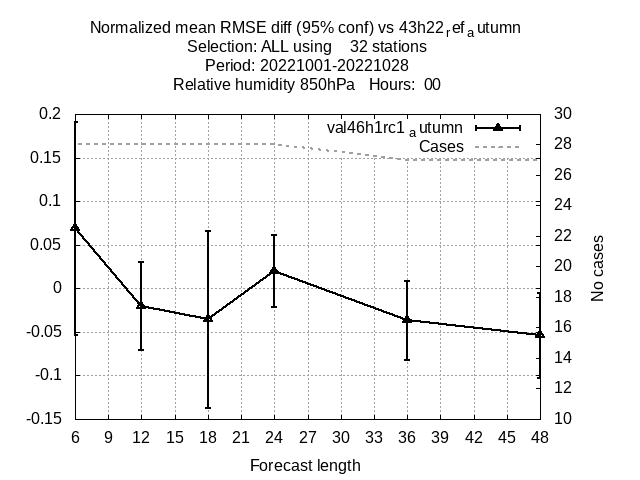 Normalized mean RMSE diff (95% conf) vs 43h22refautumn
Selection: ALL using 32 stations
Period: 20221001-20221028
Relative humidity 850hPa Hours: 00
val46h1rc1autumn
Cases
0.2
0.15
0.1
0.05
0
-0.05
-0.1
-0.15
30
28
26
24
22
20
18
16
14
12
10
No cases
6 9 12 15 18 21 24 27 30 33 36 39 42 45 48
Forecast length